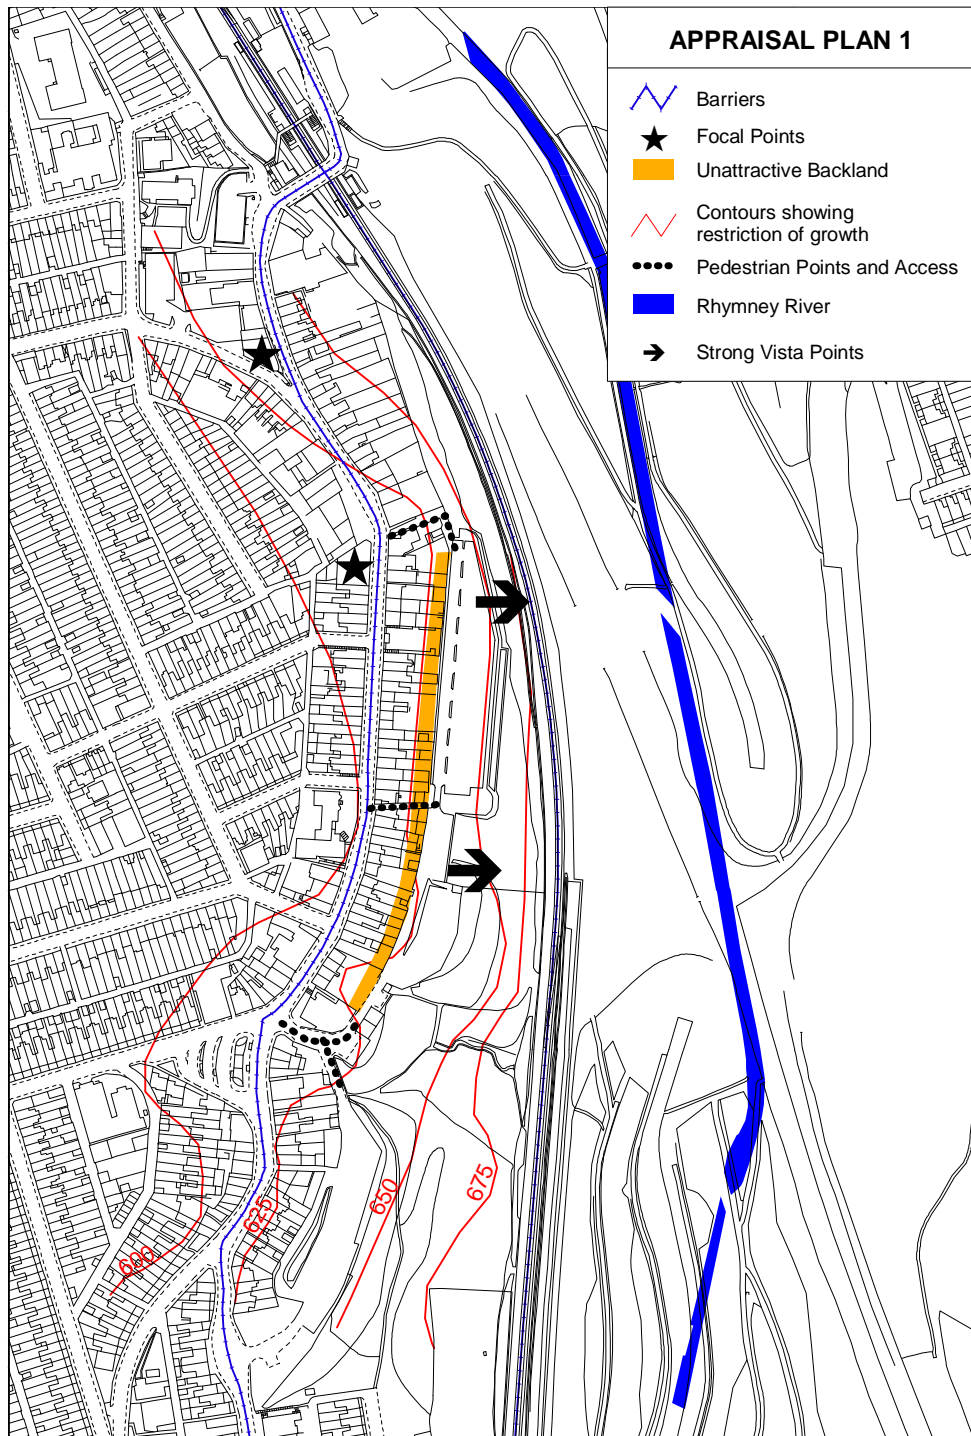 APPRAISAL PLAN 1
Barriers
Focal Points
Unattractive Backland
Contours showing
restriction of growth
Pedestrian Points and Access
Rhymney River
Strong Vista Points
600
625
650
675